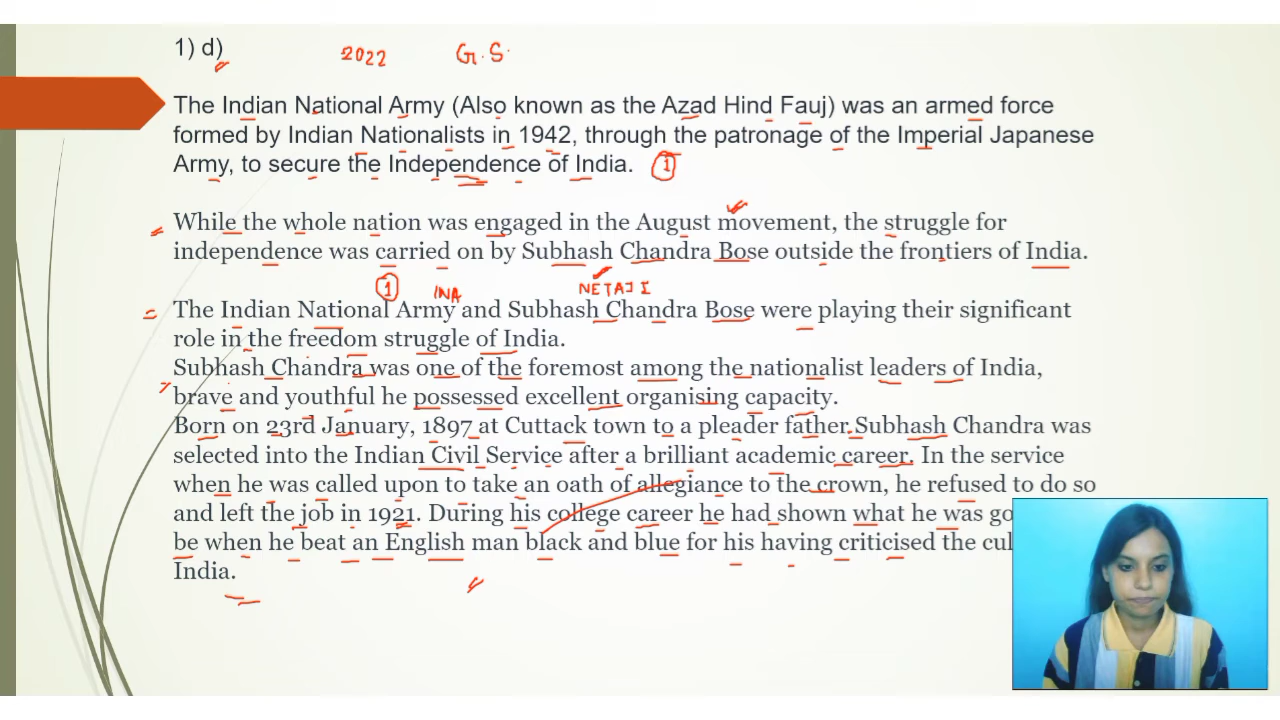 1) d) 2022 G.S.
The Indian National Army (Also known as the Azad Hind Fauj) was an armed force
formed by Indian Nationalists in 1942, through the patronage of the Imperial Japanese
Army, to secure the Independence of India. 1
While the whole nation was engaged in the August movement, the struggle for
independence was carried on by Subhash Chandra Bose outside the frontiers of India.
1 INA NETAJI
The Indian National Army and Subhash Chandra Bose were playing their significant
role in the freedom struggle of India.
Subhash Chandra was one of the foremost among the nationalist leaders of India,
brave and youthful he possessed excellent organising capacity.
Born on 23rd January, 1897 at Cuttack town to a pleader father. Subhash Chandra was
selected into the Indian Civil Service after a brilliant academic career. In the service
when he was called upon to take an oath of allegiance to the crown, he refused to do so
and left the job in 1921. During his college career he had shown what he was go
be when he beat an English man black and blue for his having criticised the cul
India.